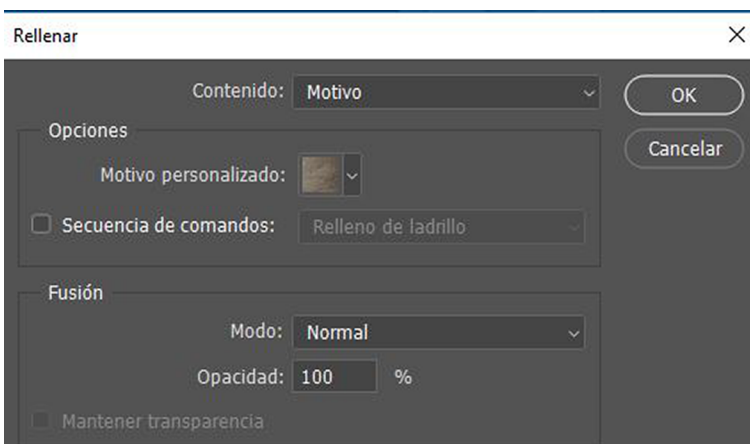 Rellenar
Contenido: Motivo
OK
Opciones
Cancelar
Motivo personalizado:
Secuencia de comandos: Relleno de ladrillo
Fusión
Modo: Normal
Opacidad: 100 %
Mantener transparencia